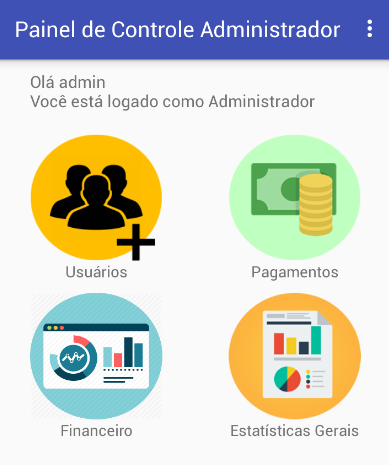 Painel de Controle Administrador
Olá admin
Você está logado como Administrador
Usuários
Pagamentos
Financeiro
Estatísticas Gerais